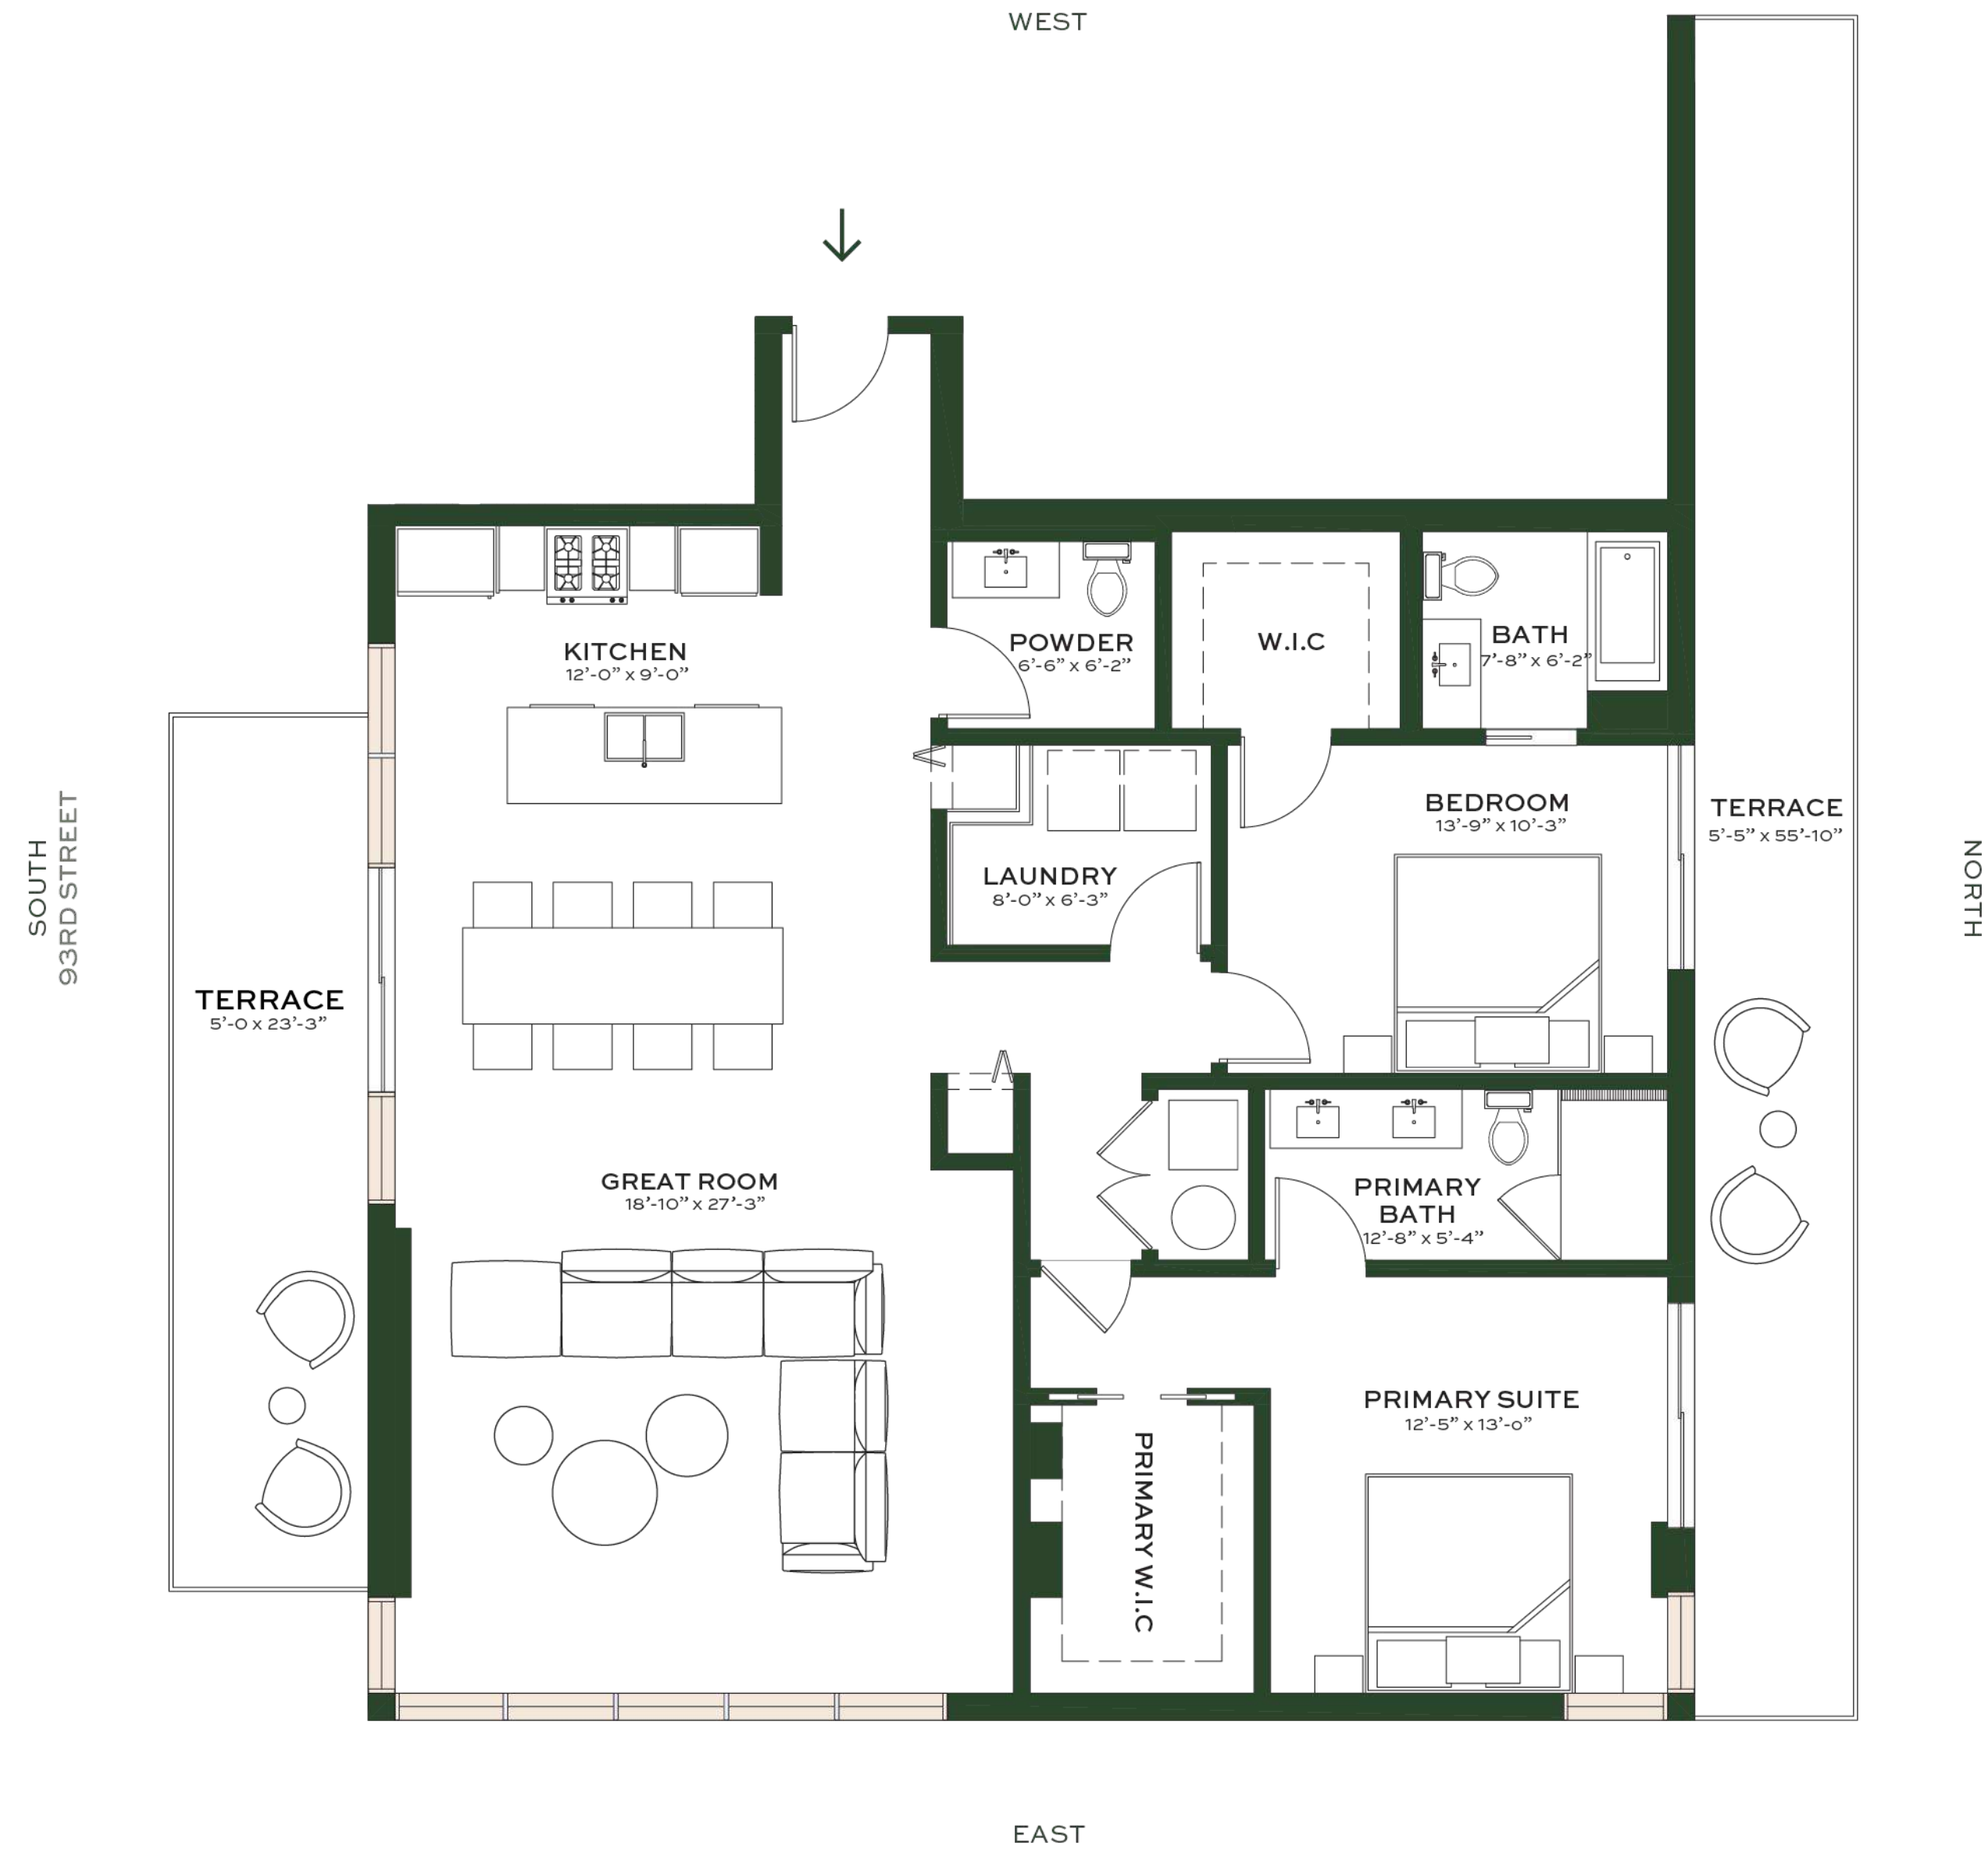 WEST
KITCHEN
12’-0” x 9’-0”
POWDER
6’-6” x 6’-2”
W.I.C
BATH
7’-8” x 6’-2”
BEDROOM
13’-9” x 10’-3”
TERRACE
5’-5” x 55’-10”
LAUNDRY
8’-0” x 6’-3”
SOUTH
93RD STREET
NORTH
TERRACE
5’-0 x 23’-3”
GREAT ROOM
18’-10” x 27’-3”
PRIMARY
BATH
12’-8” x 5’-4”
PRIMARY SUITE
12’-5” x 13’-0”
PRIMARY W.I.C
EAST